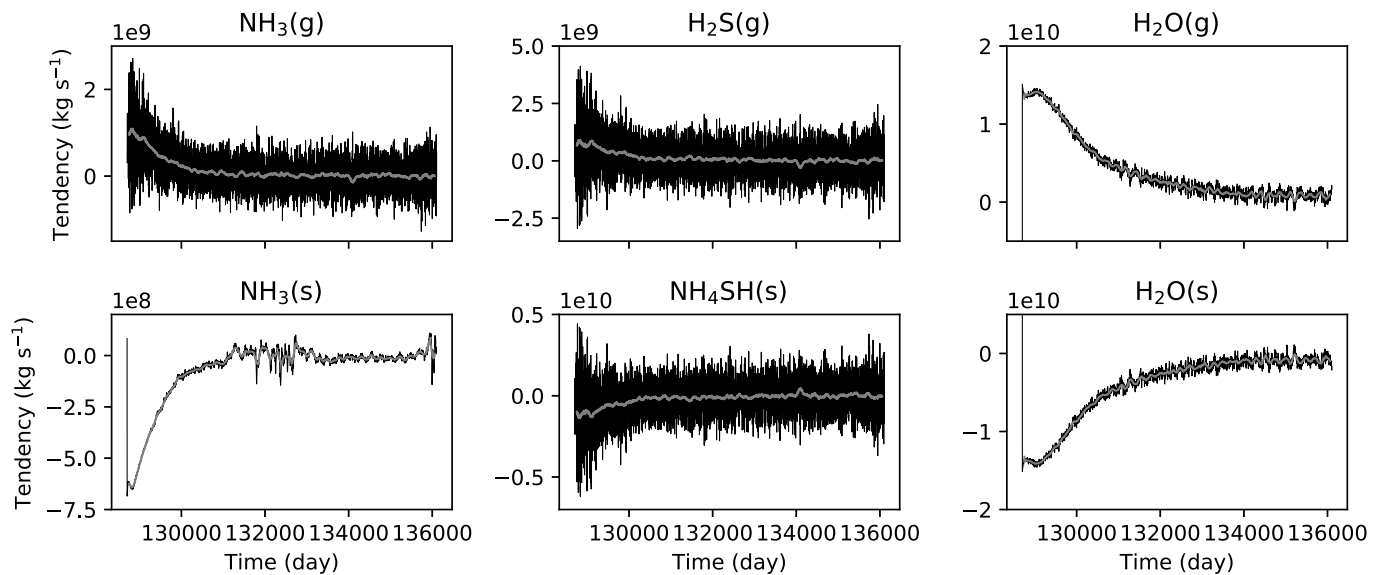 NH₃(g)
1e9
Tendency (kg s⁻¹)
2
0
H₂S(g)
1e9
5.0
2.5
0.0
−2.5
H₂O(g)
1e10
2
1
0
NH₃(s)
1e8
Tendency (kg s⁻¹)
0.0
−2.5
−5.0
−7.5
130000 132000 134000 136000
Time (day)
NH₄SH(s)
1e10
0.5
0.0
−0.5
130000 132000 134000 136000
Time (day)
H₂O(s)
1e10
0
−1
−2
130000 132000 134000 136000
Time (day)